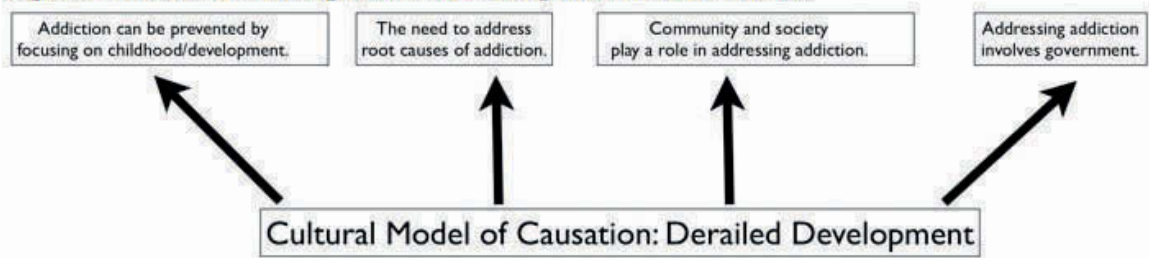 Addiction can be prevented by
focusing on childhood/development.
The need to address
root causes of addiction.
Community and society
play a role in addressing addiction.
Addressing addiction
involves government.
Cultural Model of Causation: Derailed Development